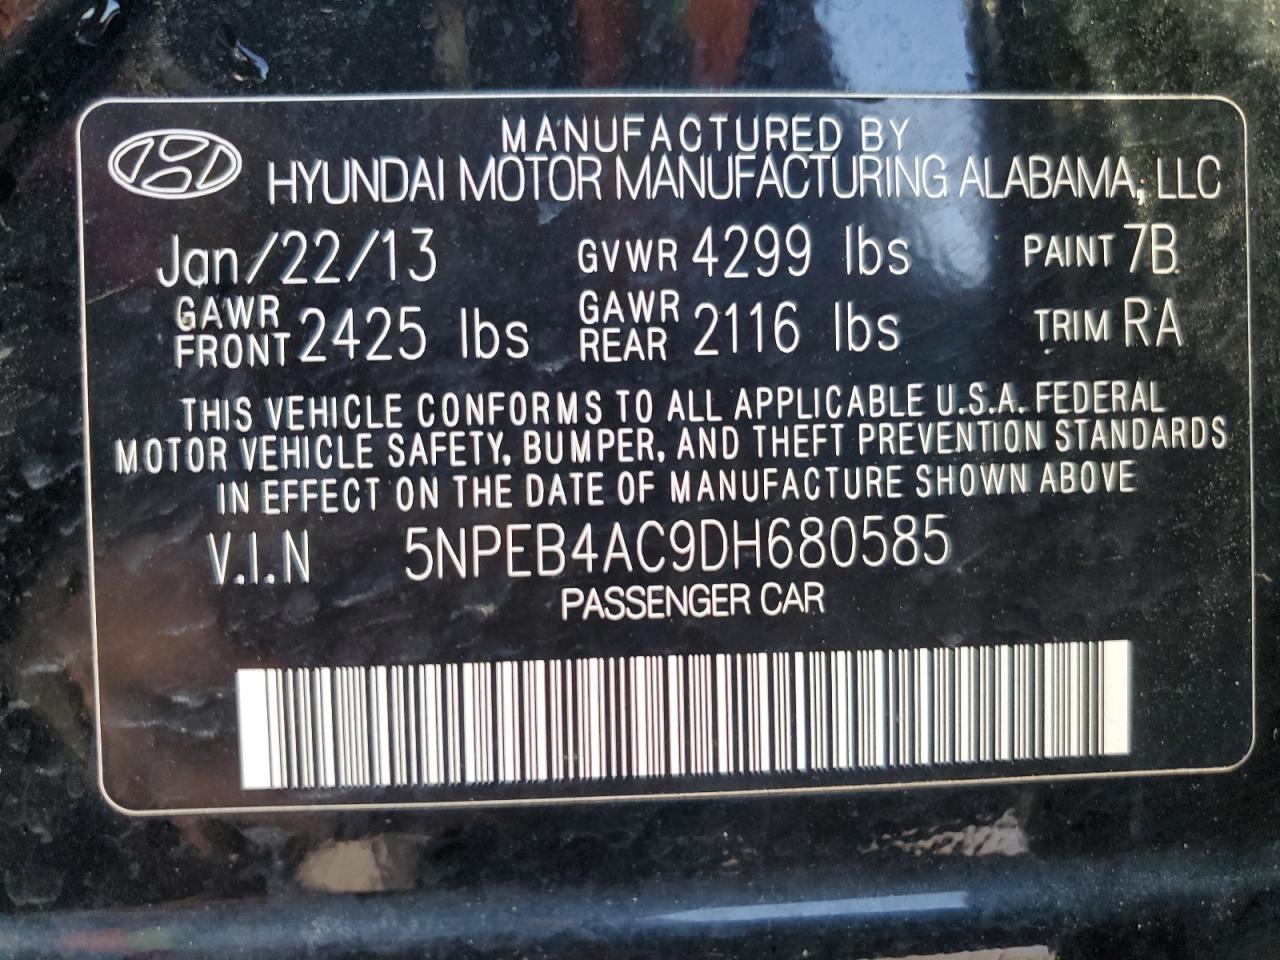 MANUFACTURED BY
HYUNDAI MOTOR MANUFACTURING ALABAMA, LLC
Jan/22/13 GVWR 4299 lbs PAINT 7B
GAWR FRONT 2425 lbs GAWR REAR 2116 lbs TRIM RA
THIS VEHICLE CONFORMS TO ALL APPLICABLE U.S.A. FEDERAL
MOTOR VEHICLE SAFETY, BUMPER, AND THEFT PREVENTION STANDARDS
IN EFFECT ON THE DATE OF MANUFACTURE SHOWN ABOVE
V.I.N 5NPEB4AC9DH680585
PASSENGER CAR